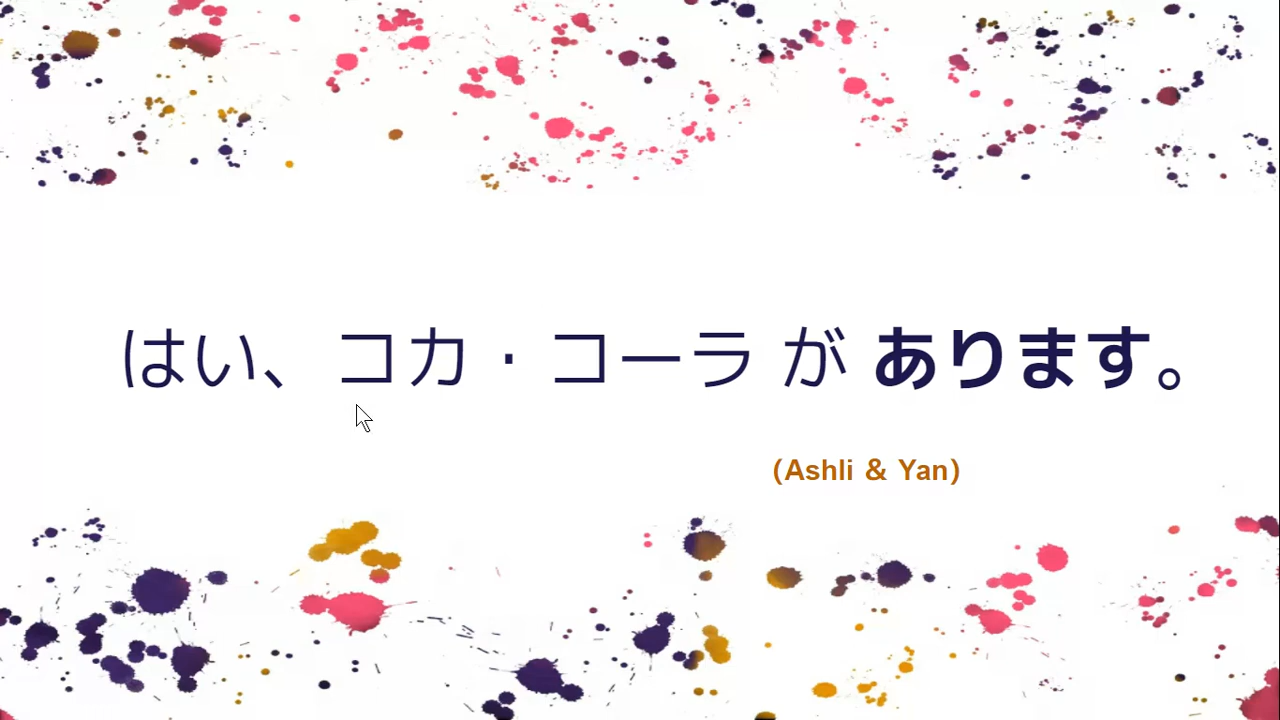 はい、コカ・コーラ が あります。
(Ashli & Yan)